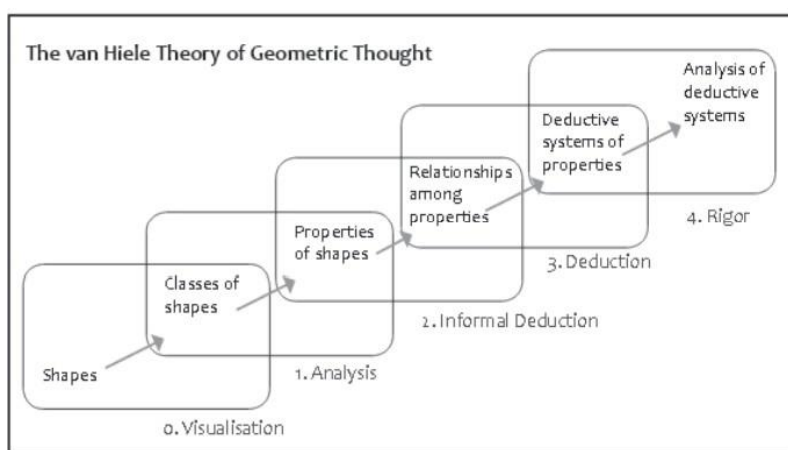 The van Hiele Theory of Geometric Thought
Analysis of
deductive
systems
Deductive
systems of
properties
4. Rigor
Relationships
among
properties
3. Deduction
Properties
of shapes
2. Informal Deduction
Classes of
shapes
1. Analysis
Shapes
0. Visualisation